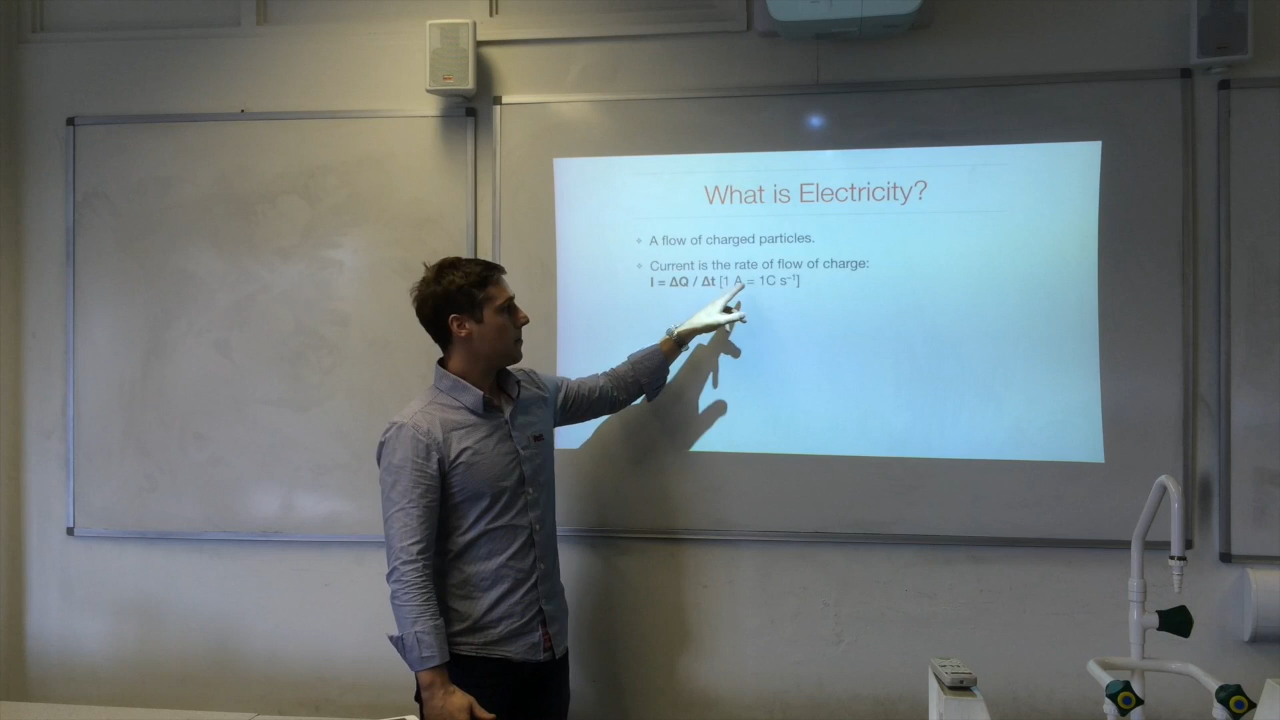 What is Electricity?
A flow of charged particles.
Current is the rate of flow of charge:
I = ΔQ / Δt [1 A = 1C s⁻¹]